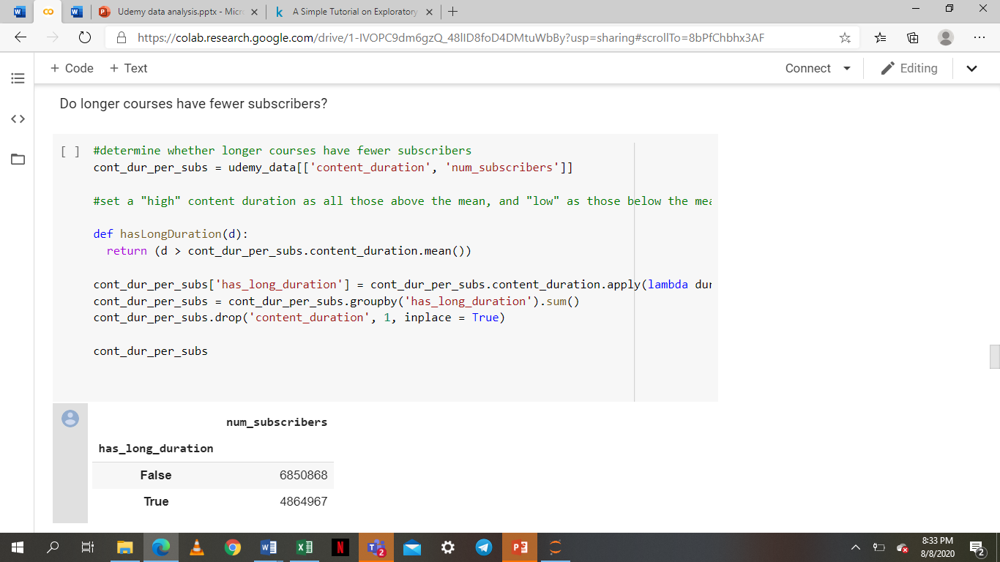 Udemy data analysis.pptx - Micr
A Simple Tutorial on Exploratory
https://colab.research.google.com/drive/1-IVOPC9dm6gzQ_48lID8foD4DMtuWbBy?usp=sharing#scrollTo=8bPfChbhx3AF
+ Code + Text
Connect
Editing
Do longer courses have fewer subscribers?
[ ] #determine whether longer courses have fewer subscribers
cont_dur_per_subs = udemy_data[['content_duration', 'num_subscribers']]
#set a "high" content duration as all those above the mean, and "low" as those below the mea
def hasLongDuration(d):
return (d > cont_dur_per_subs.content_duration.mean())
cont_dur_per_subs['has_long_duration'] = cont_dur_per_subs.content_duration.apply(lambda dur
cont_dur_per_subs = cont_dur_per_subs.groupby('has_long_duration').sum()
cont_dur_per_subs.drop('content_duration', 1, inplace = True)
cont_dur_per_subs
num_subscribers
has_long_duration
False 6850868
True 4864967
8:33 PM
8/8/2020